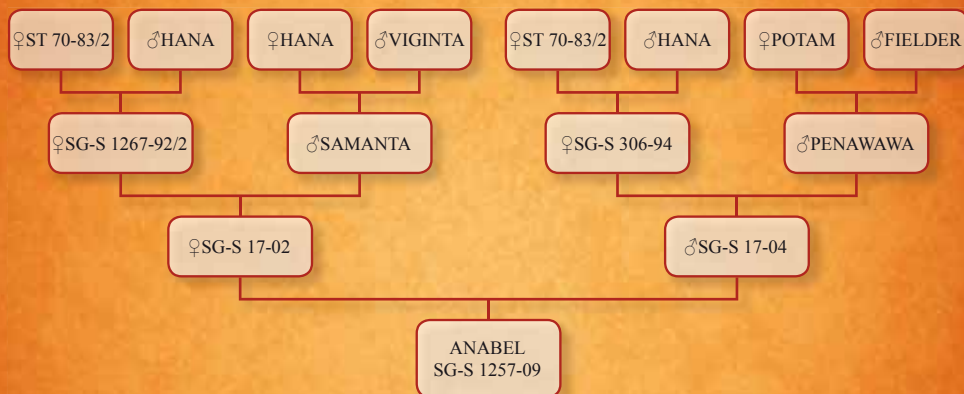 ♀ST 70-83/2
♂HANA
♀HANA
♂VIGINTA
♀ST 70-83/2
♂HANA
♀POTAM
♂FIELDER
♀SG-S 1267-92/2
♂SAMANTA
♀SG-S 306-94
♂PENAWAWA
♀SG-S 17-02
♂SG-S 17-04
ANABEL
SG-S 1257-09